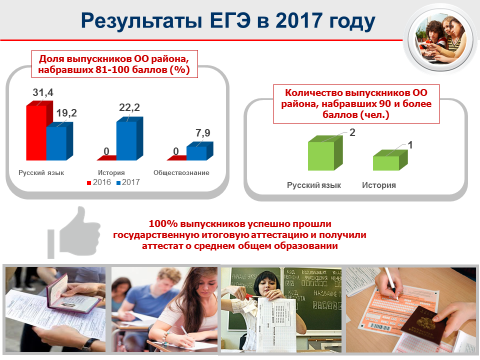 Результаты ЕГЭ в 2017 году
Доля выпускников ОО района,
набравших 81-100 баллов (%)
31,4
19,2
0
22,2
0
7,9
Русский язык
История
Обществознание
2016
2017
Количество выпускников ОО
района, набравших 90 и более
баллов (чел.)
2
1
Русский язык
История
100% выпускников успешно прошли
государственную итоговую аттестацию и получили
аттестат о среднем общем образовании